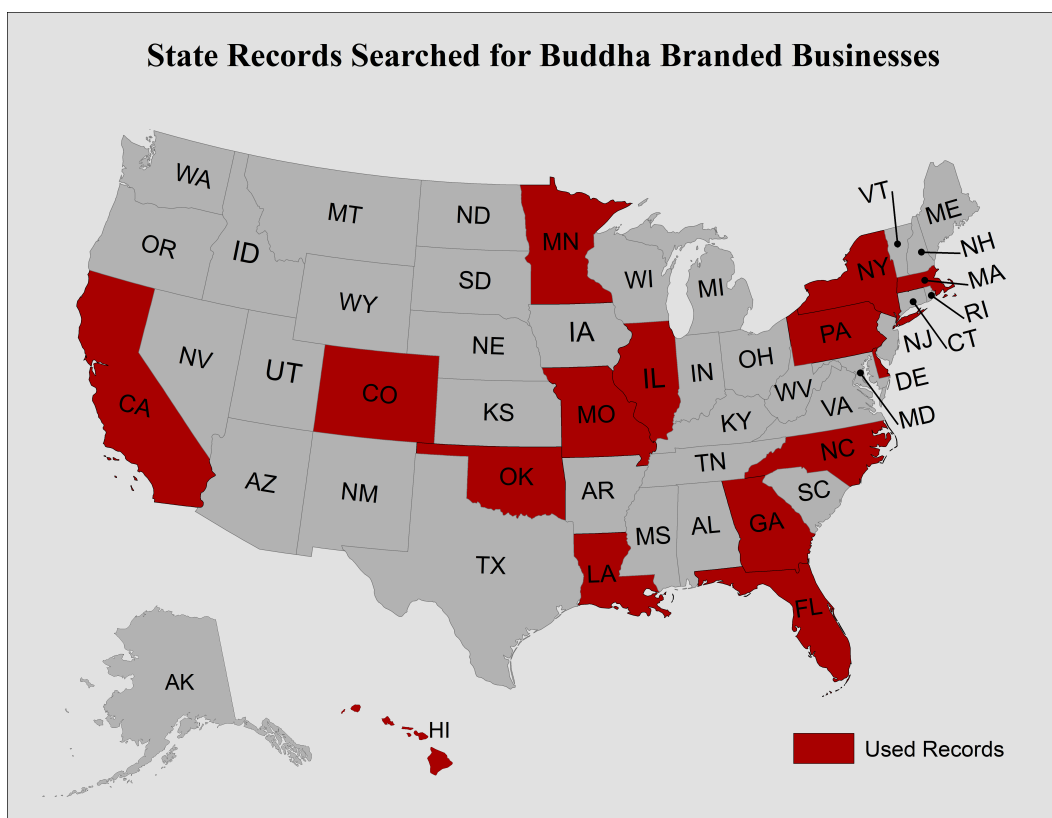 State Records Searched for Buddha Branded Businesses
WA
MT
ND
MN
VT
ME
OR
ID
SD
WI
MI
NY
NH
MA
WY
RI
IA
PA
NJ
CT
NV
UT
NE
IL
IN
OH
DE
CA
CO
KS
MO
KY
WV
VA
MD
AZ
NM
OK
AR
TN
NC
SC
TX
LA
MS
AL
GA
FL
AK
HI
Used Records